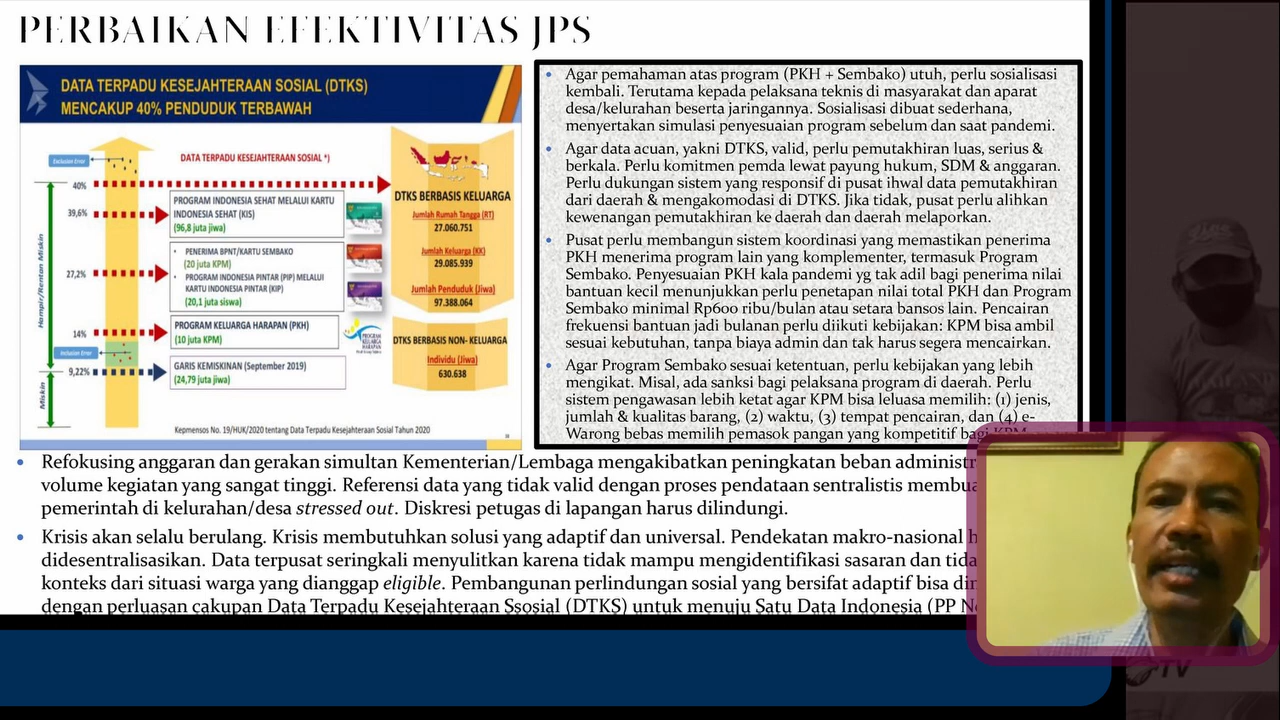 PERBAIKAN EFEKTIVITAS JPS
DATA TERPADU KESEJAHTERAAN SOSIAL (DTKS)
MENCAKUP 40% PENDUDUK TERBAWAH
Exclusion Error
DATA TERPADU KESEJAHTERAAN SOSIAL *)
40%
39,6%
PROGRAM INDONESIA SEHAT MELALUI KARTU
INDONESIA SEHAT (KIS)
(96,8 juta jiwa)
27,2%
• PENERIMA BPNT/KARTU SEMBAKO
(20 juta KPM)
• PROGRAM INDONESIA PINTAR (PIP) MELALUI
KARTU INDONESIA PINTAR (KIP)
(20,1 juta siswa)
14%
PROGRAM KELUARGA HARAPAN (PKH)
(10 juta KPM)
PROGRAM
KELUARGA
HARAPAN
Inclusion Error
9,22%
GARIS KEMISKINAN (September 2019)
(24,79 juta jiwa)
Hampir/Rentan Miskin
Miskin
DTKS BERBASIS KELUARGA
Jumlah Rumah Tangga (RT)
27.060.751
Jumlah Keluarga (KK)
29.085.939
Jumlah Penduduk (Jiwa)
97.388.064
DTKS BERBASIS NON- KELUARGA
Individu (Jiwa)
630.638
Kepmensos No. 19/HUK/2020 tentang Data Terpadu Kesejahteraan Sosial Tahun 2020
• Agar pemahaman atas program (PKH + Sembako) utuh, perlu sosialisasi
kembali. Terutama kepada pelaksana teknis di masyarakat dan aparat
desa/kelurahan beserta jaringannya. Sosialisasi dibuat sederhana,
menyertakan simulasi penyesuaian program sebelum dan saat pandemi.
• Agar data acuan, yakni DTKS, valid, perlu pemutakhiran luas, serius &
berkala. Perlu komitmen pemda lewat payung hukum, SDM & anggaran.
Perlu dukungan sistem yang responsif di pusat ihwal data pemutakhiran
dari daerah & mengakomodasi di DTKS. Jika tidak, pusat perlu alihkan
kewenangan pemutakhiran ke daerah dan daerah melaporkan.
• Pusat perlu membangun sistem koordinasi yang memastikan penerima
PKH menerima program lain yang komplementer, termasuk Program
Sembako. Penyesuaian PKH kala pandemi yg tak adil bagi penerima nilai
bantuan kecil menunjukkan perlu penetapan nilai total PKH dan Program
Sembako minimal Rp600 ribu/bulan atau setara bansos lain. Pencairan
frekuensi bantuan jadi bulanan perlu diikuti kebijakan: KPM bisa ambil
sesuai kebutuhan, tanpa biaya admin dan tak harus segera mencairkan.
• Agar Program Sembako sesuai ketentuan, perlu kebijakan yang lebih
mengikat. Misal, ada sanksi bagi pelaksana program di daerah. Perlu
sistem pengawasan lebih ketat agar KPM bisa leluasa memilih: (1) jenis,
jumlah & kualitas barang, (2) waktu, (3) tempat pencairan, dan (4) e-
Warong bebas memilih pemasok pangan yang kompetitif bagi KPM
• Refokusing anggaran dan gerakan simultan Kementerian/Lembaga mengakibatkan peningkatan beban administr
volume kegiatan yang sangat tinggi. Referensi data yang tidak valid dengan proses pendataan sentralistis membua
pemerintah di kelurahan/desa stressed out. Diskresi petugas di lapangan harus dilindungi.
• Krisis akan selalu berulang. Krisis membutuhkan solusi yang adaptif dan universal. Pendekatan makro-nasional h
didesentralisasikan. Data terpusat seringkali menyulitkan karena tidak mampu mengidentifikasi sasaran dan tida
konteks dari situasi warga yang dianggap eligible. Pembangunan perlindungan sosial yang bersifat adaptif bisa dim
dengan perluasan cakupan Data Terpadu Kesejahteraan Ssosial (DTKS) untuk menuju Satu Data Indonesia (PP N
TV